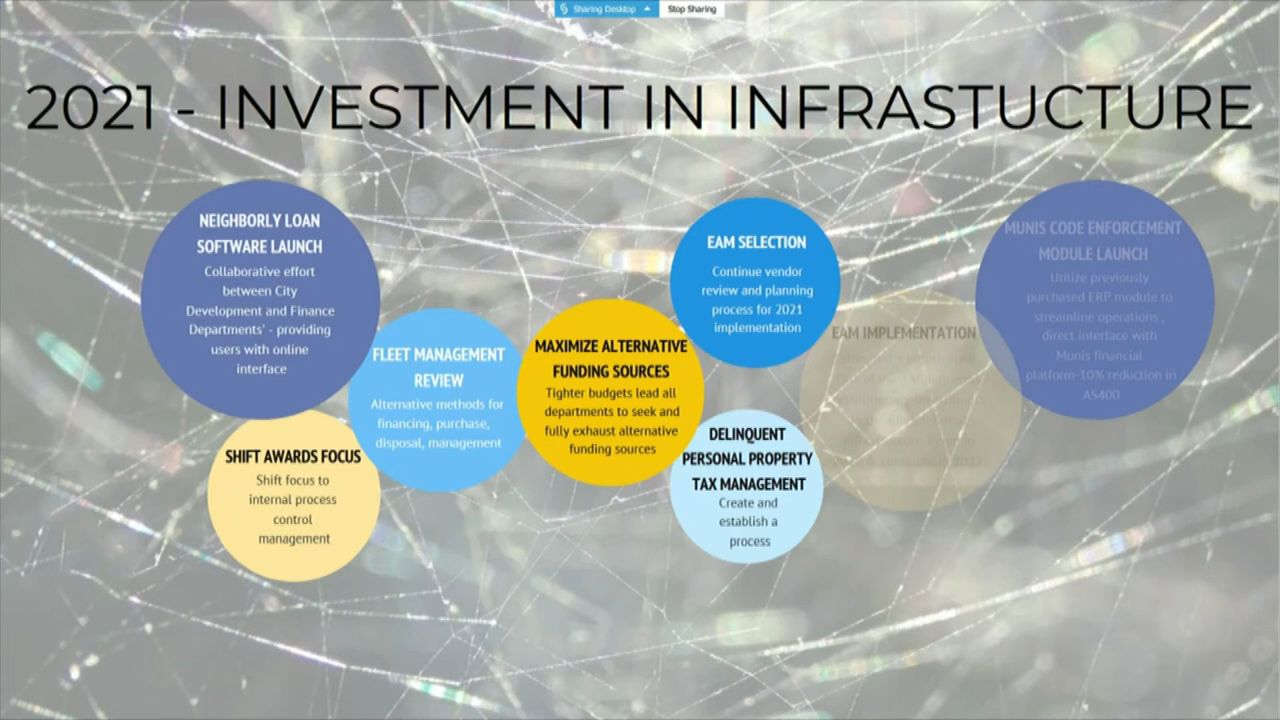 Sharing Desktop
Stop Sharing
2021 - INVESTMENT IN INFRASTUCTURE
NEIGHBORLY LOAN
SOFTWARE LAUNCH
Collaborative effort
between City
Development and Finance
Departments' - providing
users with online
interface
SHIFT AWARDS FOCUS
Shift focus to
internal process
control
management
FLEET MANAGEMENT
REVIEW
Alternative methods for
financing, purchase,
disposal, management
MAXIMIZE ALTERNATIVE
FUNDING SOURCES
Tighter budgets lead all
departments to seek and
fully exhaust alternative
funding sources
EAM SELECTION
Continue vendor
review and planning
process for 2021
implementation
DELINQUENT
PERSONAL PROPERTY
TAX MANAGEMENT
Create and
establish a
process
EAM IMPLEMENTATION
MUNIS CODE ENFORCEMENT
MODULE LAUNCH
Utilize previously
purchased ERP module to
streamline operations ,
direct interface with
Munis financial
platform-10% reduction in
AS400